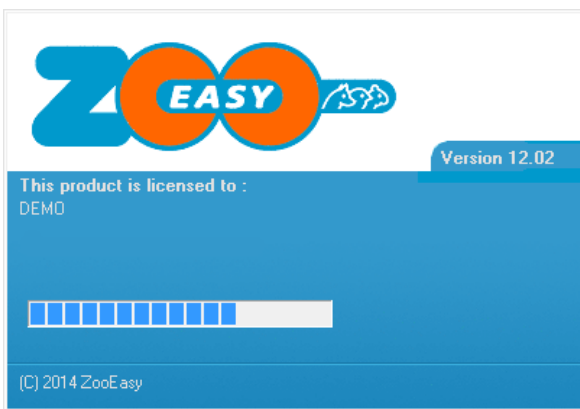 ZOO
EASY
Version 12.02
This product is licensed to :
DEMO
(C) 2014 ZooEasy